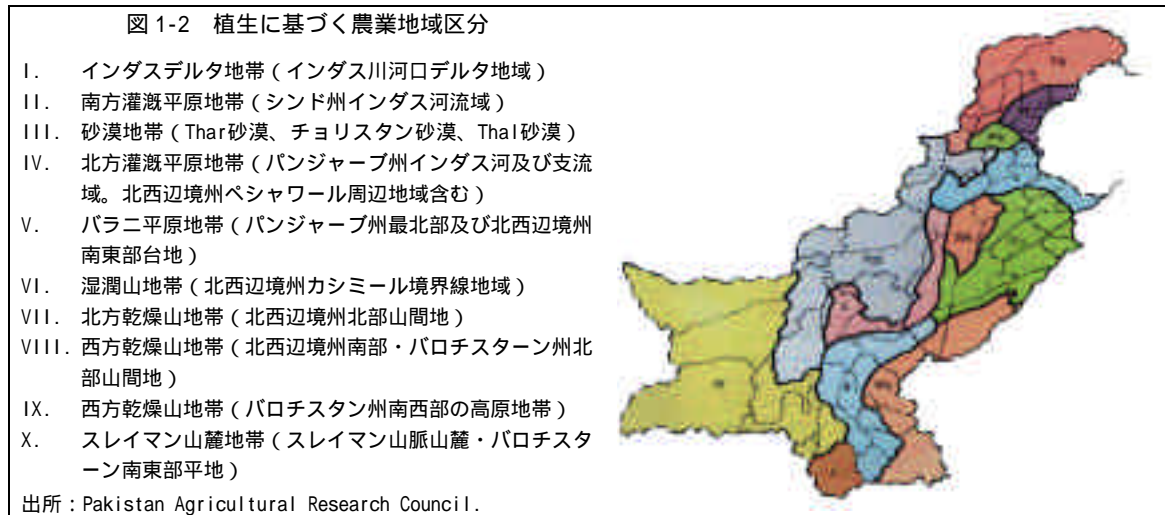 図 1-2 植生に基づく農業地域区分
I. インダスデルタ地帯（インダス川河口デルタ地域）
II. 南方灌漑平原地帯（シンド州インダス河流域）
III. 砂漠地帯（Thar砂漠、チョリスタン砂漠、Thal砂漠）
IV. 北方灌漑平原地帯（パンジャーブ州インダス河及び支流
域。北西辺境州ペシャワール周辺地域含む）
V. バラニ平原地帯（パンジャーブ州最北部及び北西辺境州
南東部台地）
VI. 湿潤山地帯（北西辺境州カシミール境界線地域）
VII. 北方乾燥山地帯（北西辺境州北部山間地）
VIII. 西方乾燥山地帯（北西辺境州南部・バロチスターン州北
部山間地）
IX. 西方乾燥山地帯（バロチスタン州南西部の高原地帯）
X. スレイマン山麓地帯（スレイマン山脈山麓・バロチスタ
ーン南東部平地）
出所：Pakistan Agricultural Research Council.